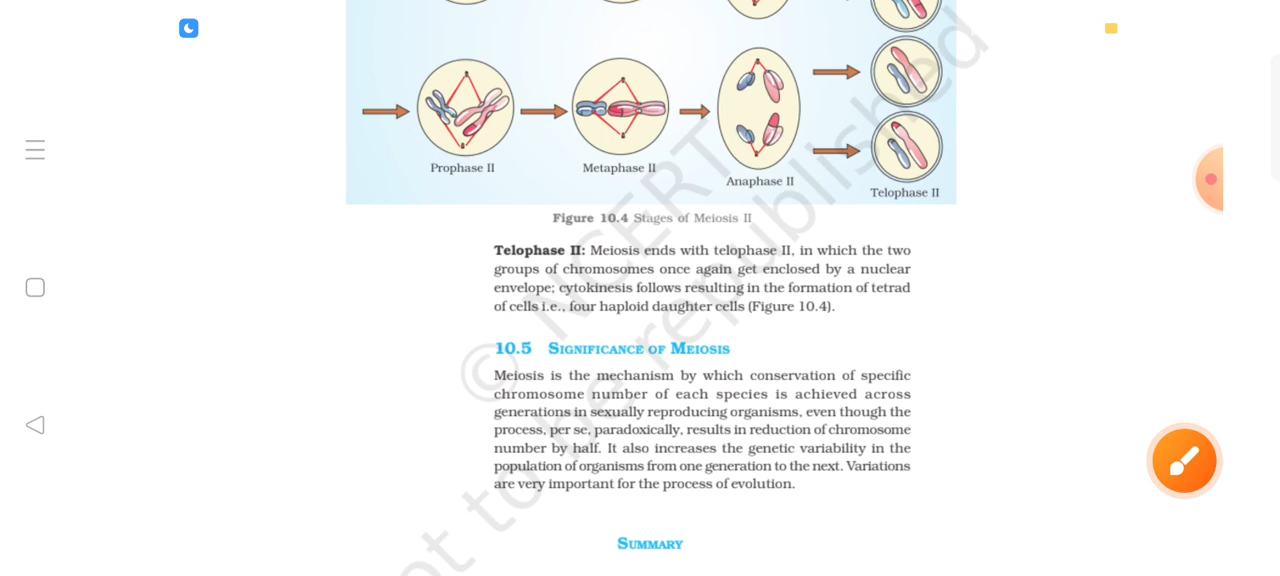 Prophase II
Metaphase II
Anaphase II
Telophase II
Figure 10.4 Stages of Meiosis II
Telophase II: Meiosis ends with telophase II, in which the two
groups of chromosomes once again get enclosed by a nuclear
envelope; cytokinesis follows resulting in the formation of tetrad
of cells i.e., four haploid daughter cells (Figure 10.4).
10.5 SIGNIFICANCE OF MEIOSIS
Meiosis is the mechanism by which conservation of specific
chromosome number of each species is achieved across
generations in sexually reproducing organisms, even though the
process, per se, paradoxically, results in reduction of chromosome
number by half. It also increases the genetic variability in the
population of organisms from one generation to the next. Variations
are very important for the process of evolution.
SUMMARY
© NCERT
not to be republished